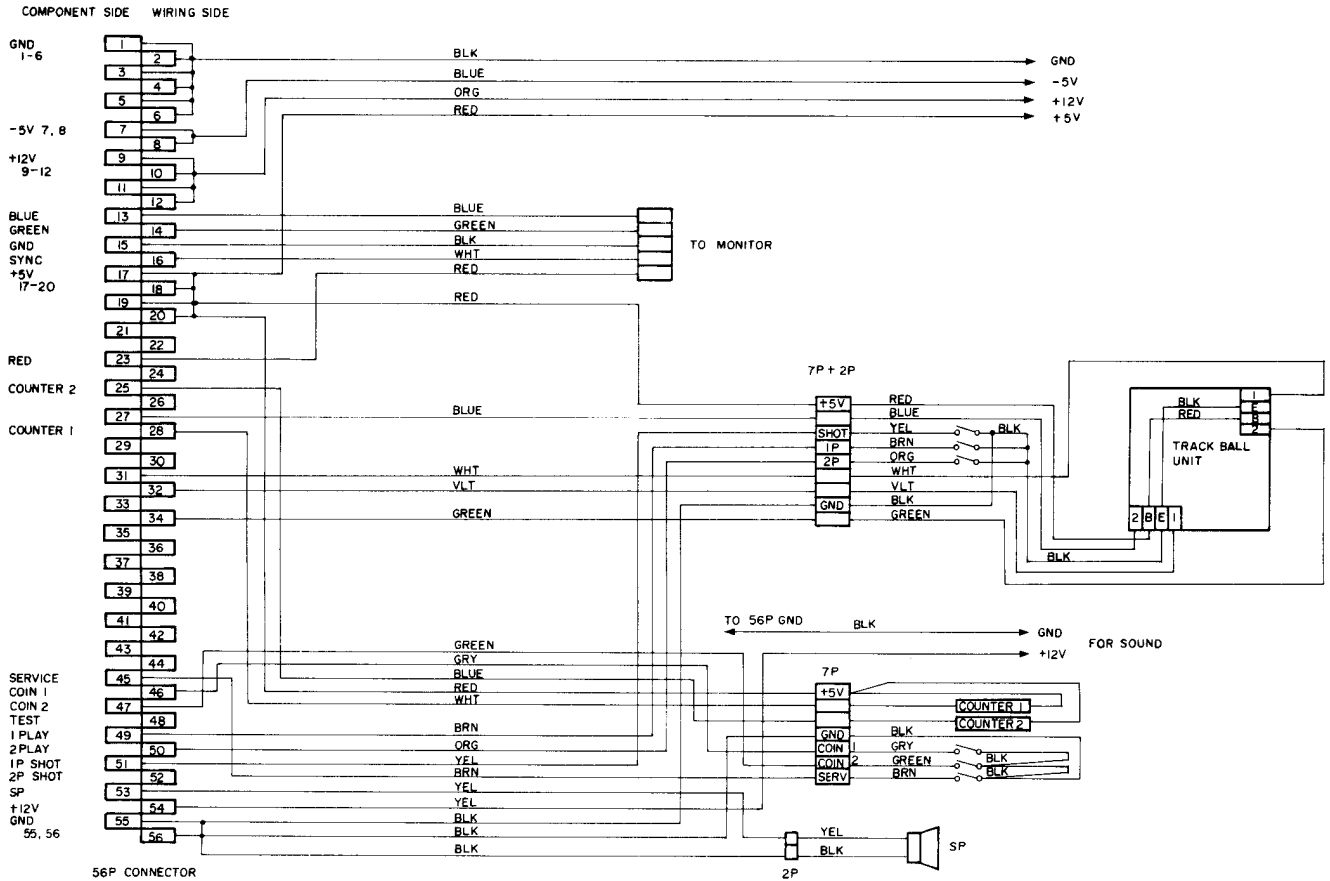 COMPONENT SIDE WIRING SIDE
GND
1-6
-5V 7, 8
+12V
9-12
BLUE
GREEN
GND
SYNC
+5V
17-20
RED
COUNTER 2
COUNTER 1
SERVICE
COIN 1
COIN 2
TEST
1 PLAY
2 PLAY
1P SHOT
2P SHOT
SP
+12V
GND
55, 56
1
2
3
4
5
6
7
8
9
10
11
12
13
14
15
16
17
18
19
20
21
22
23
24
25
26
27
28
29
30
31
32
33
34
35
36
37
38
39
40
41
42
43
44
45
46
47
48
49
50
51
52
53
54
55
56
56P CONNECTOR
BLK
BLUE
ORG
RED
GND
-5V
+12V
+5V
BLUE
GREEN
BLK
WHT
RED
TO MONITOR
RED
BLUE
WHT
VLT
GREEN
7P + 2P
+5V
SHOT
1P
2P
GND
RED
BLUE
YEL
BLK
BRN
ORG
WHT
VLT
BLK
GREEN
BLK
RED
1
E
B
2
TRACK BALL
UNIT
2 B E 1
BLK
TO 56P GND BLK GND
+12V
FOR SOUND
GREEN
GRY
BLUE
RED
WHT
BRN
ORG
YEL
BRN
YEL
YEL
BLK
BLK
BLK
7P
+5V
GND
COIN 1
COIN 2
SERV
COUNTER 1
COUNTER 2
BLK
GRY
GREEN BLK
BRN BLK
YEL
BLK
SP
2P